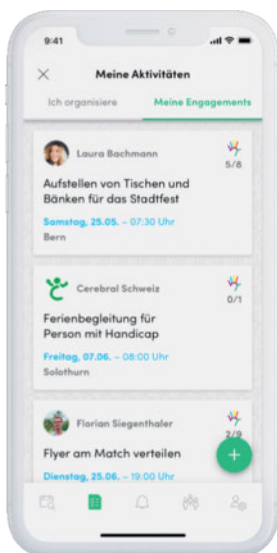 9:41
Meine Aktivitäten
Ich organisiere Meine Engagements
Laura Bachmann
5/8
Aufstellen von Tischen und
Bänken für das Stadtfest
Samstag, 25.05. – 07:30 Uhr
Bern
Cerebral Schweiz
0/1
Ferienbegleitung für
Person mit Handicap
Freitag, 07.06. – 08:00 Uhr
Solothurn
Florian Siegenthaler
2/9
Flyer am Match verteilen
Dienstag, 25.06. – 19:00 Uhr